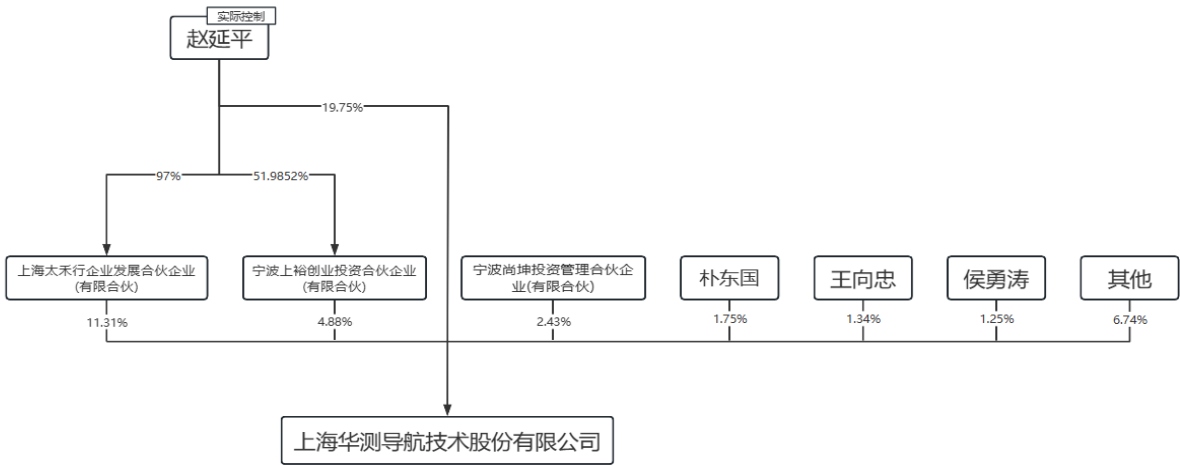 实际控制
赵延平
19.75%
97%
51.9852%
上海太禾行企业发展合伙企业
(有限合伙)
宁波上裕创业投资合伙企业
(有限合伙)
宁波尚坤投资管理合伙企
业(有限合伙)
朴东国
王向忠
侯勇涛
其他
11.31%
4.88%
2.43%
1.75%
1.34%
1.25%
6.74%
上海华测导航技术股份有限公司